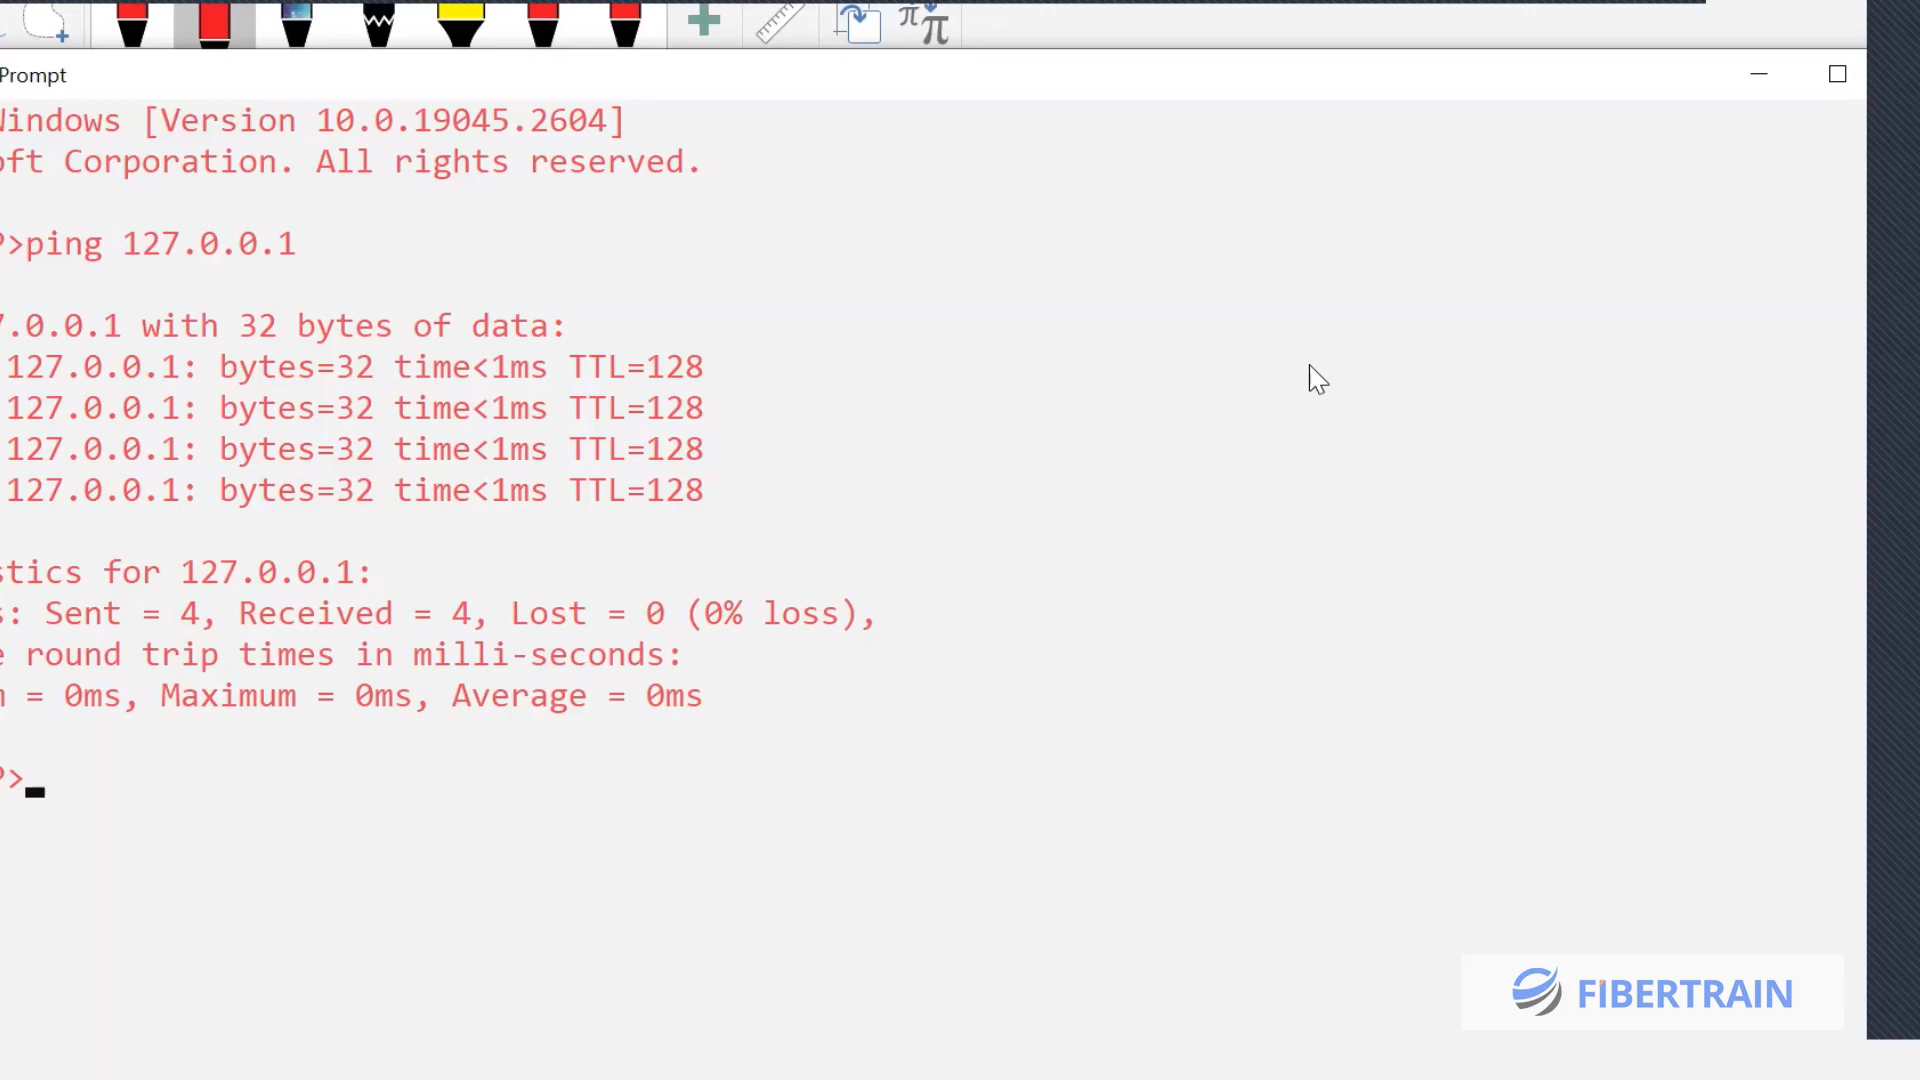 Prompt
Windows [Version 10.0.19045.2604]
oft Corporation. All rights reserved.
>ping 127.0.0.1
7.0.0.1 with 32 bytes of data:
127.0.0.1: bytes=32 time<1ms TTL=128
127.0.0.1: bytes=32 time<1ms TTL=128
127.0.0.1: bytes=32 time<1ms TTL=128
127.0.0.1: bytes=32 time<1ms TTL=128
stics for 127.0.0.1:
s: Sent = 4, Received = 4, Lost = 0 (0% loss),
e round trip times in milli-seconds:
m = 0ms, Maximum = 0ms, Average = 0ms
>
FIBERTRAIN